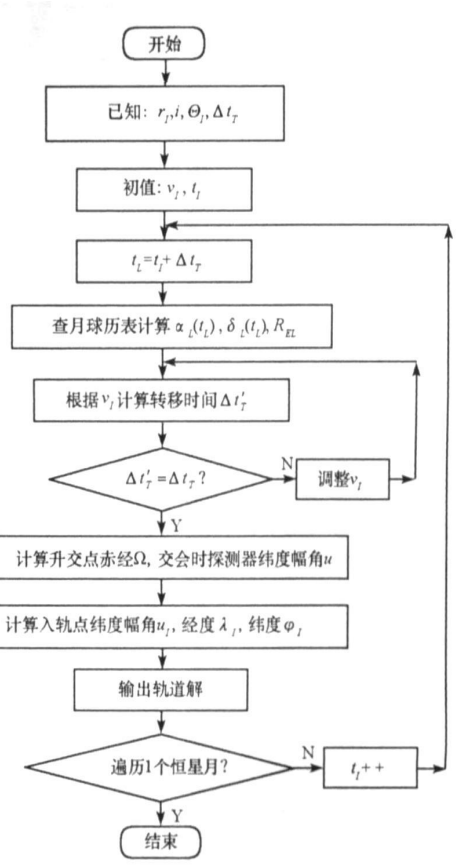 开始
已知: r_I,i,Θ_I,Δt_T
初值: v_I, t_I
t_L=t_I+Δt_T
查月球历表计算α_L(t_L),δ_L(t_L),R_EL
根据v_I计算转移时间Δt'_T
Δt'_T=Δt_T?
N
调整v_I
Y
计算升交点赤经Ω, 交会时探测器纬度幅角u
计算入轨点纬度幅角u_I, 经度λ_I, 纬度φ_I
输出轨道解
遍历1个恒星月?
N
t_I++
Y
结束